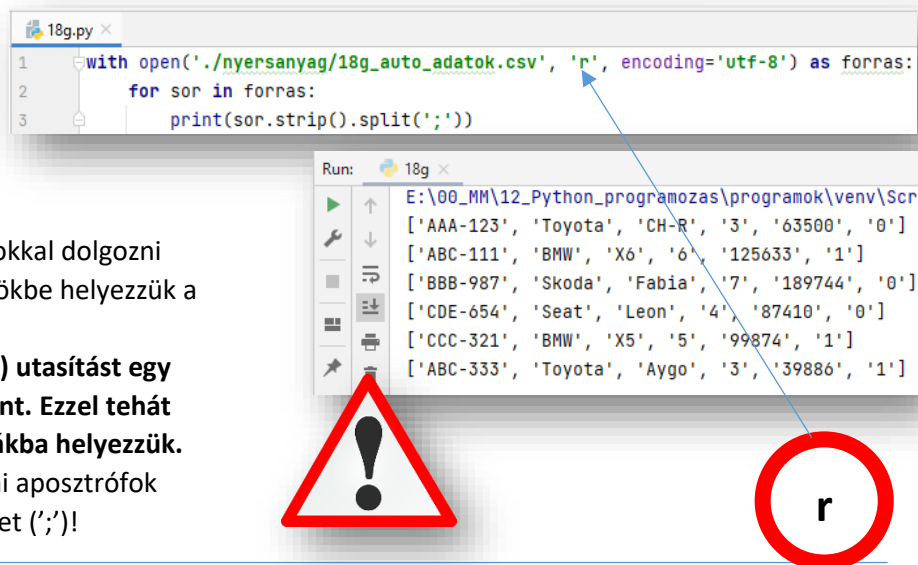 18g.py
1 with open('./nyersanyag/18g_auto_adatok.csv', 'r', encoding='utf-8') as forras:
2 for sor in forras:
3 print(sor.strip().split(';'))
Run: 18g
E:\00_MM\12_Python_programozas\programok\venv\Scr
['AAA-123', 'Toyota', 'CH-R', '3', '63500', '0']
['ABC-111', 'BMW', 'X6', '6', '125633', '1']
['BBB-987', 'Skoda', 'Fabia', '7', '189744', '0']
['CDE-654', 'Seat', 'Leon', '4', '87410', '0']
['CCC-321', 'BMW', 'X5', '5', '99874', '1']
['ABC-333', 'Toyota', 'Aygo', '3', '39886', '1']
okkal dolgozni
ökbe helyezzük a
) utasítást egy
nt. Ezzel tehát
ákba helyezzük.
ni aposztrófok
et (';')!
!
r